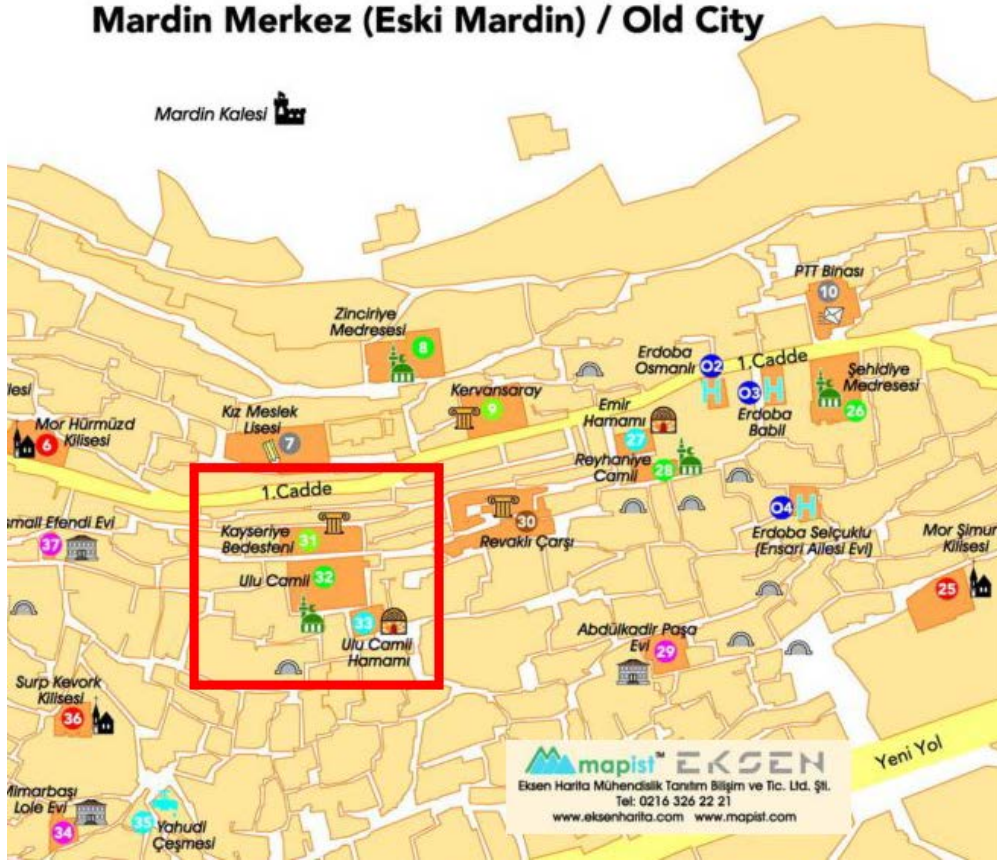 Mardin Merkez (Eski Mardin) / Old City
Mardin Kalesi
PTT Binası
10
Zinciriye
Medresesi
8
Erdoba
Osmanlı
O2
H
1.Cadde
O3
H
Erdoba
Babil
Şehidiye
Medresesi
26
Kervansaray
9
Emir
Hamamı
27
Reyhaniye
Camii
28
lesi
Mor Hürmüzd
Kilisesi
6
Kız Meslek
Lisesi
7
1.Cadde
Kayseriye
Bedesteni
31
30
Revaklı Çarşı
O4
H
Erdoba Selçuklu
(Ensari Ailesi Evi)
Mor Şimun
Kilisesi
25
smail Efendi Evi
37
Ulu Camii
32
33
Ulu Camii
Hamamı
Abdülkadir Paşa
Evi
29
Surp Kevork
Kilisesi
36
Mimarbaşı
Lole Evi
34
35
Yahudi
Çeşmesi
Yeni Yol
mapist™ EKSEN
Eksen Harita Mühendislik Tanıtım Bilişim ve Tic. Ltd. Şti.
Tel: 0216 326 22 21
www.eksenharita.com www.mapist.com